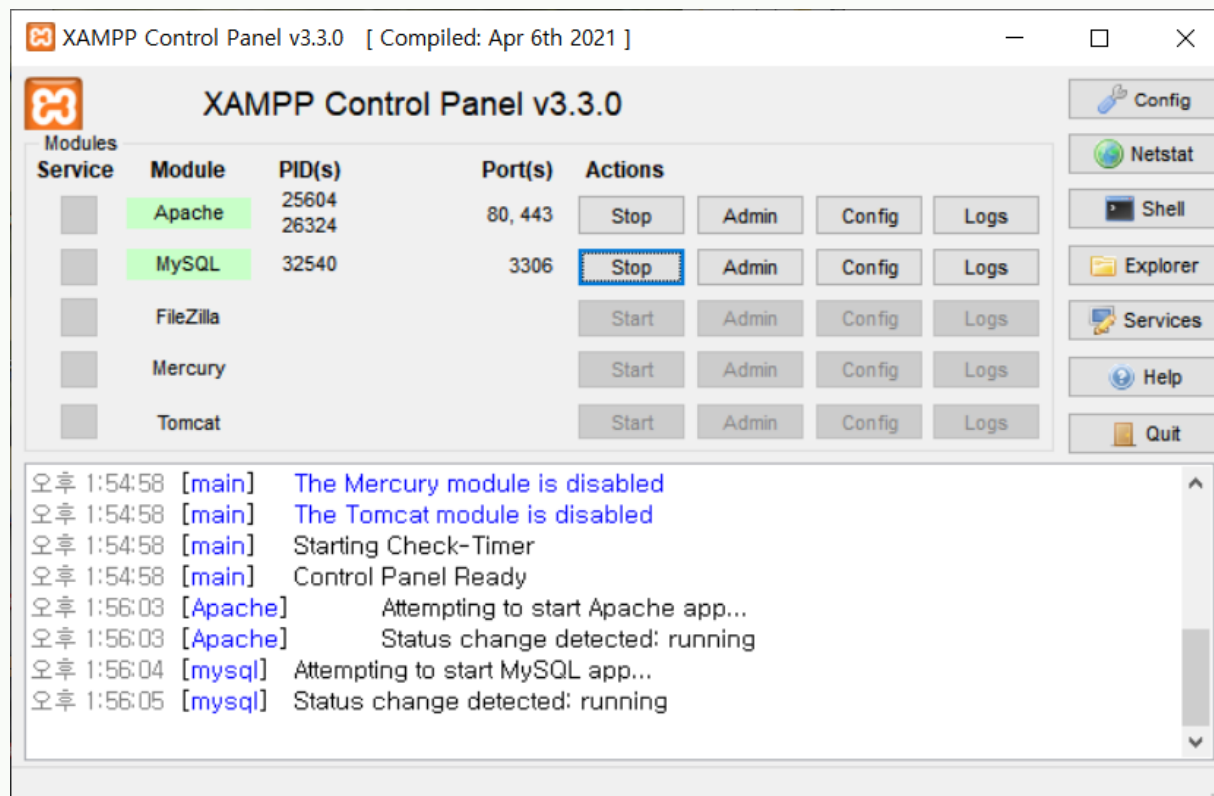 XAMPP Control Panel v3.3.0 [ Compiled: Apr 6th 2021 ]
XAMPP Control Panel v3.3.0
Config
Modules
Netstat
Service Module PID(s) Port(s) Actions
Apache 25604 26324 80, 443 Stop Admin Config Logs
Shell
MySQL 32540 3306 Stop Admin Config Logs
Explorer
FileZilla Start Admin Config Logs
Services
Mercury Start Admin Config Logs
Help
Tomcat Start Admin Config Logs
Quit
오후 1:54:58 [main] The Mercury module is disabled
오후 1:54:58 [main] The Tomcat module is disabled
오후 1:54:58 [main] Starting Check-Timer
오후 1:54:58 [main] Control Panel Ready
오후 1:56:03 [Apache] Attempting to start Apache app...
오후 1:56:03 [Apache] Status change detected: running
오후 1:56:04 [mysql] Attempting to start MySQL app...
오후 1:56:05 [mysql] Status change detected: running